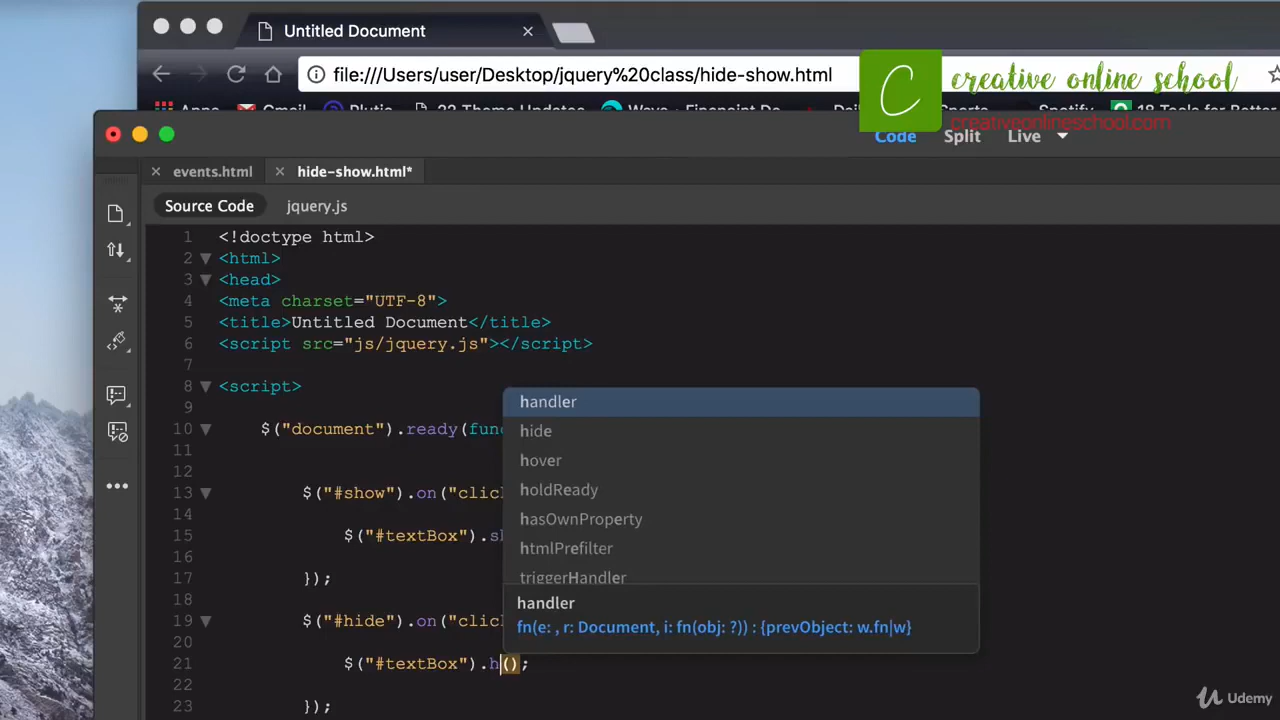 Untitled Document
file:///Users/user/Desktop/jquery%20class/hide-show.html
creative online school
creativeonlineschool.com
Code Split Live
events.html hide-show.html*
Source Code jquery.js
1 <!doctype html>
2 <html>
3 <head>
4 <meta charset="UTF-8">
5 <title>Untitled Document</title>
6 <script src="js/jquery.js"></script>
7
8 <script>
9
10 $("document").ready(func
11
12
13 $("#show").on("clic
14
15 $("#textBox").s
16
17 });
18
19 $("#hide").on("clic
20
21 $("#textBox").h();
22
23 });
handler
hide
hover
holdReady
hasOwnProperty
htmlPrefilter
triggerHandler
handler
fn(e: , r: Document, i: fn(obj: ?)) : {prevObject: w.fn|w}
Udemy